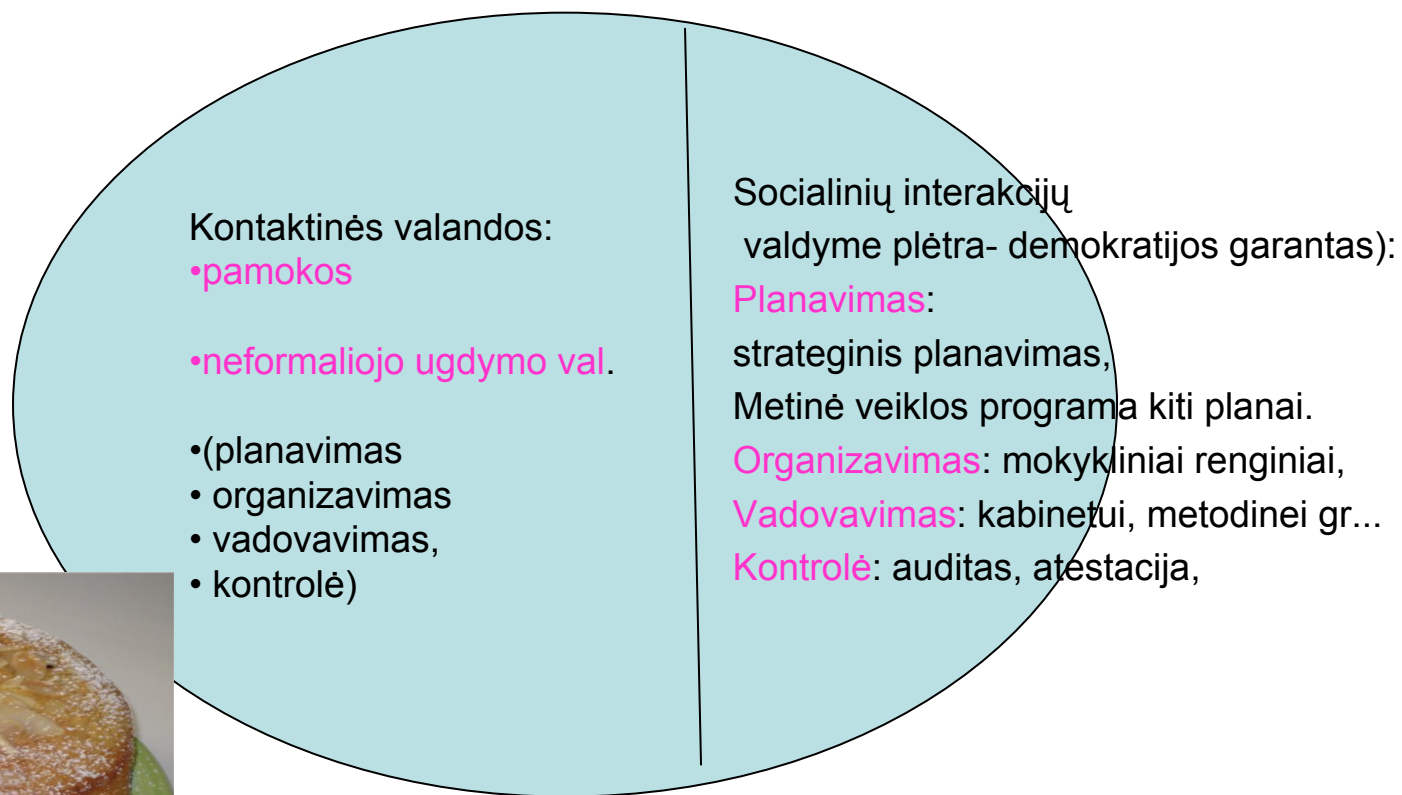 Kontaktinės valandos:
•pamokos
•neformaliojo ugdymo val.
•(planavimas
• organizavimas
• vadovavimas,
• kontrolė)
Socialinių interakcijų
valdyme plėtra- demokratijos garantas):
Planavimas:
strateginis planavimas,
Metinė veiklos programa kiti planai.
Organizavimas: mokykliniai renginiai,
Vadovavimas: kabinetui, metodinei gr...
Kontrolė: auditas, atestacija,